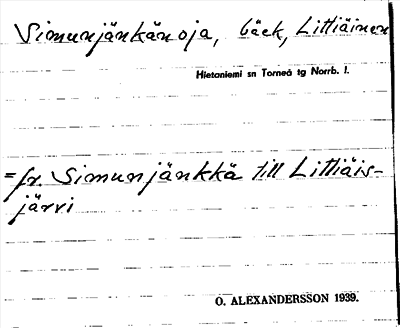 Simunjänkänoja, bäck, Littiäinen
Hietaniemi sn Torneå tg Norrb. l.
= fr. Simunjänkkä till Littiäis-
järvi
O. ALEXANDERSSON 1939.